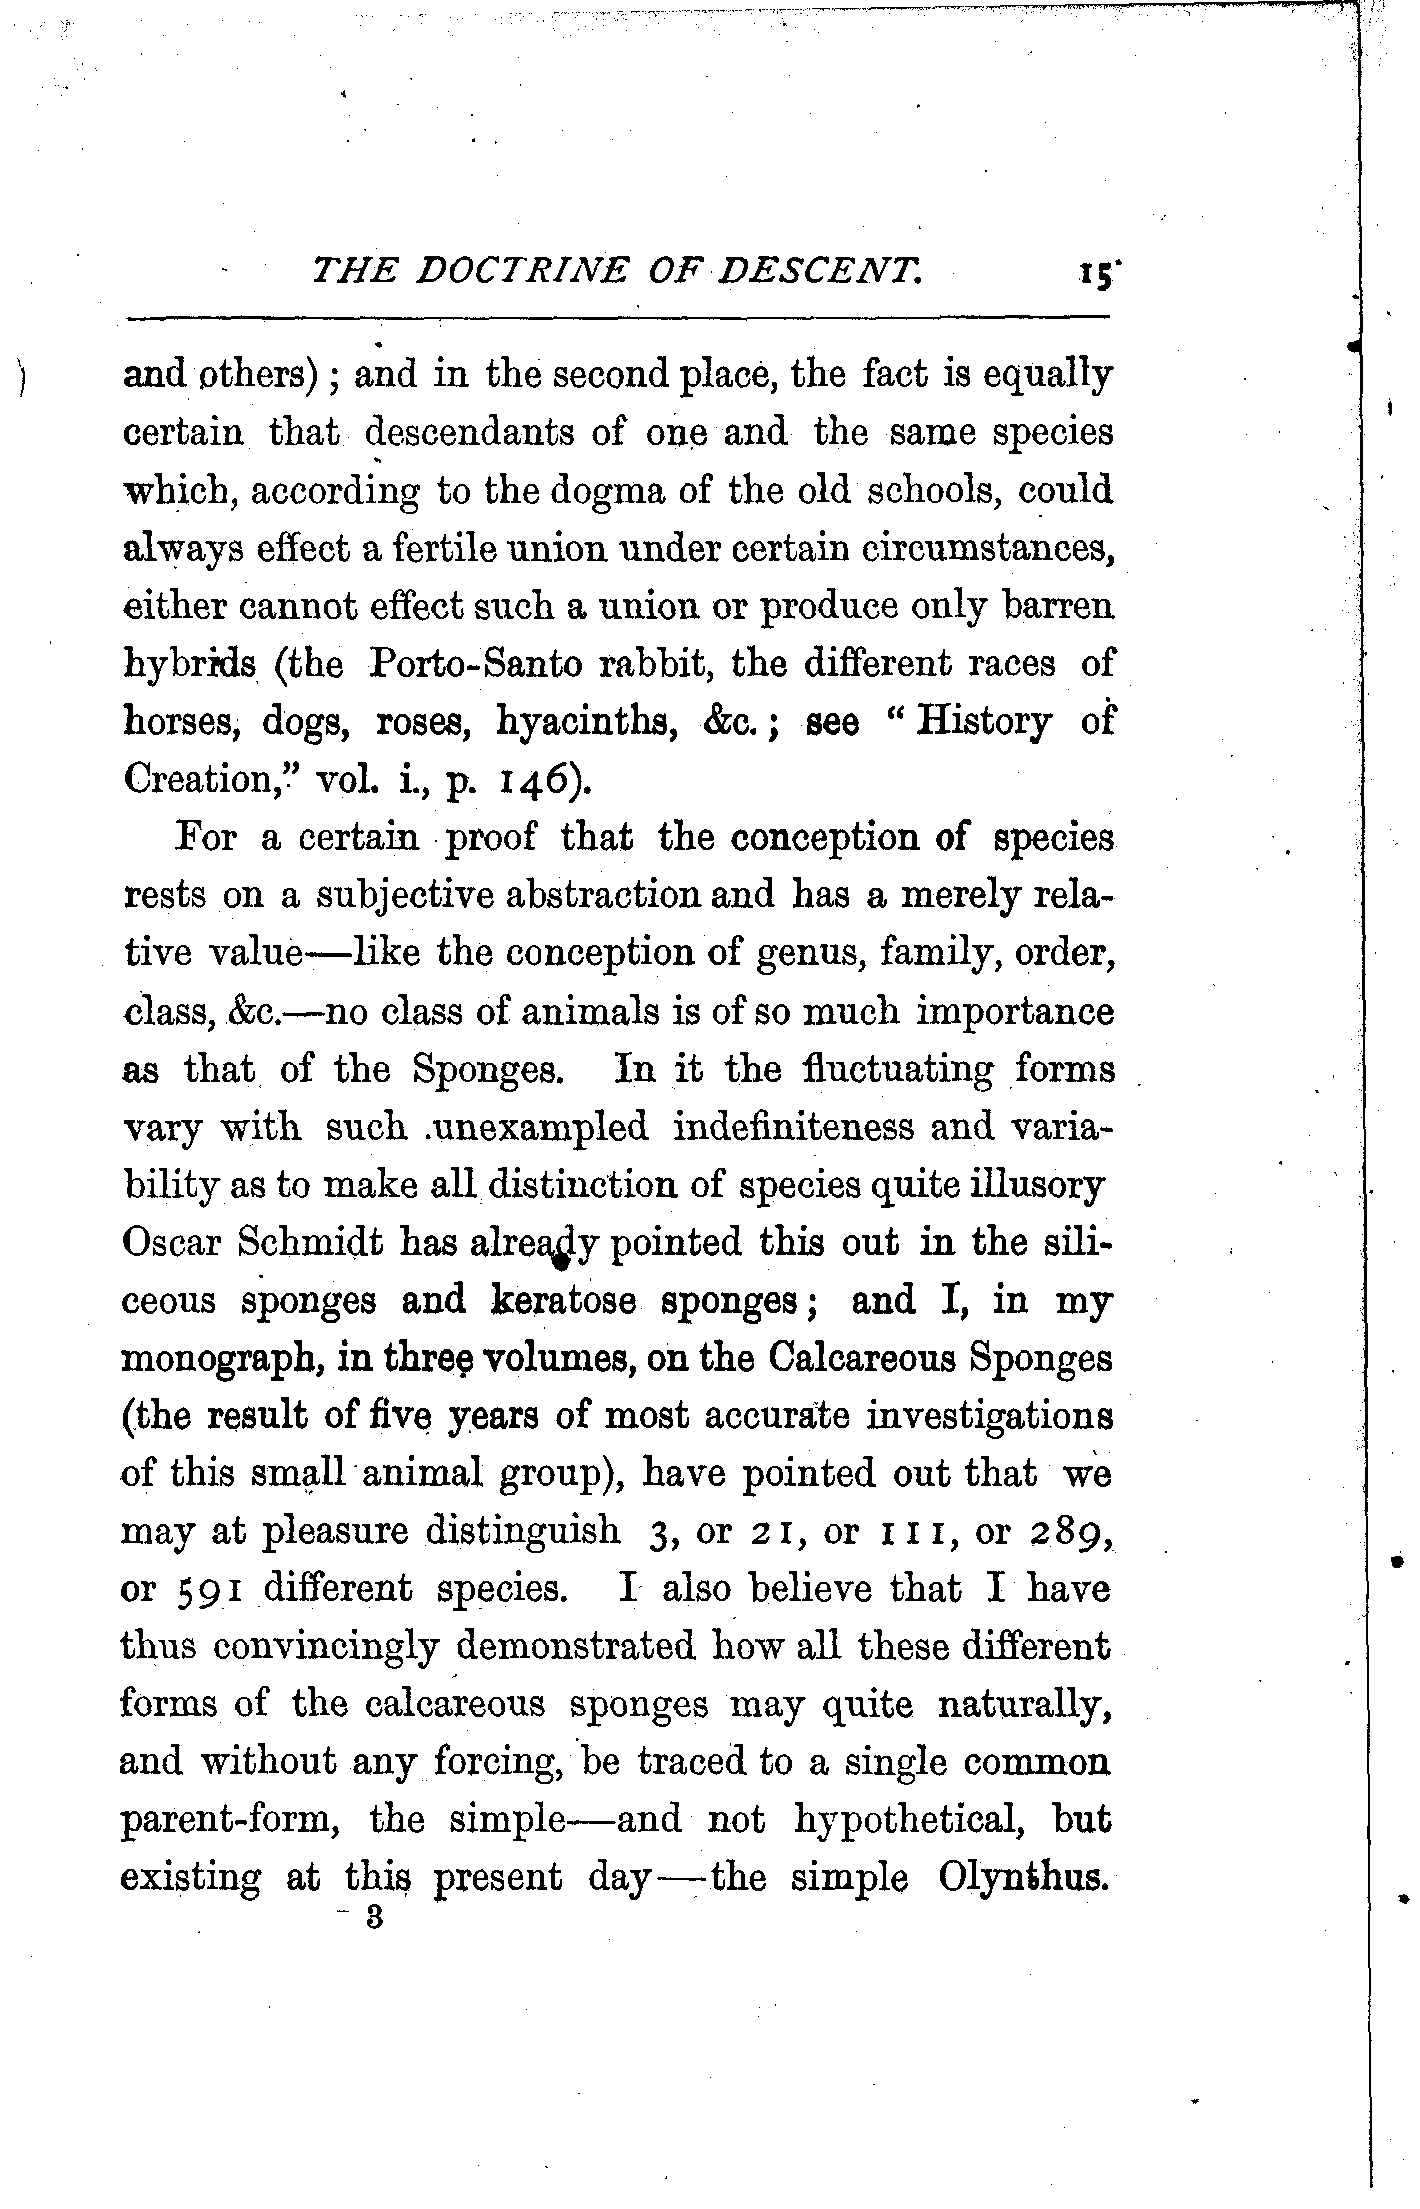 THE DOCTRINE OF DESCENT. 15
and others); and in the second place, the fact is equally
certain that descendants of one and the same species
which, according to the dogma of the old schools, could
always effect a fertile union under certain circumstances,
either cannot effect such a union or produce only barren
hybrids (the Porto-Santo rabbit, the different races of
horses, dogs, roses, hyacinths, &c.; see "History of
Creation," vol. i., p. 146).
For a certain proof that the conception of species
rests on a subjective abstraction and has a merely rela-
tive value—like the conception of genus, family, order,
class, &c.—no class of animals is of so much importance
as that of the Sponges. In it the fluctuating forms
vary with such unexampled indefiniteness and varia-
bility as to make all distinction of species quite illusory
Oscar Schmidt has already pointed this out in the sili-
ceous sponges and keratose sponges; and I, in my
monograph, in three volumes, on the Calcareous Sponges
(the result of five years of most accurate investigations
of this small animal group), have pointed out that we
may at pleasure distinguish 3, or 21, or 111, or 289,
or 591 different species. I also believe that I have
thus convincingly demonstrated how all these different
forms of the calcareous sponges may quite naturally,
and without any forcing, be traced to a single common
parent-form, the simple—and not hypothetical, but
existing at this present day—the simple Olynthus.
3